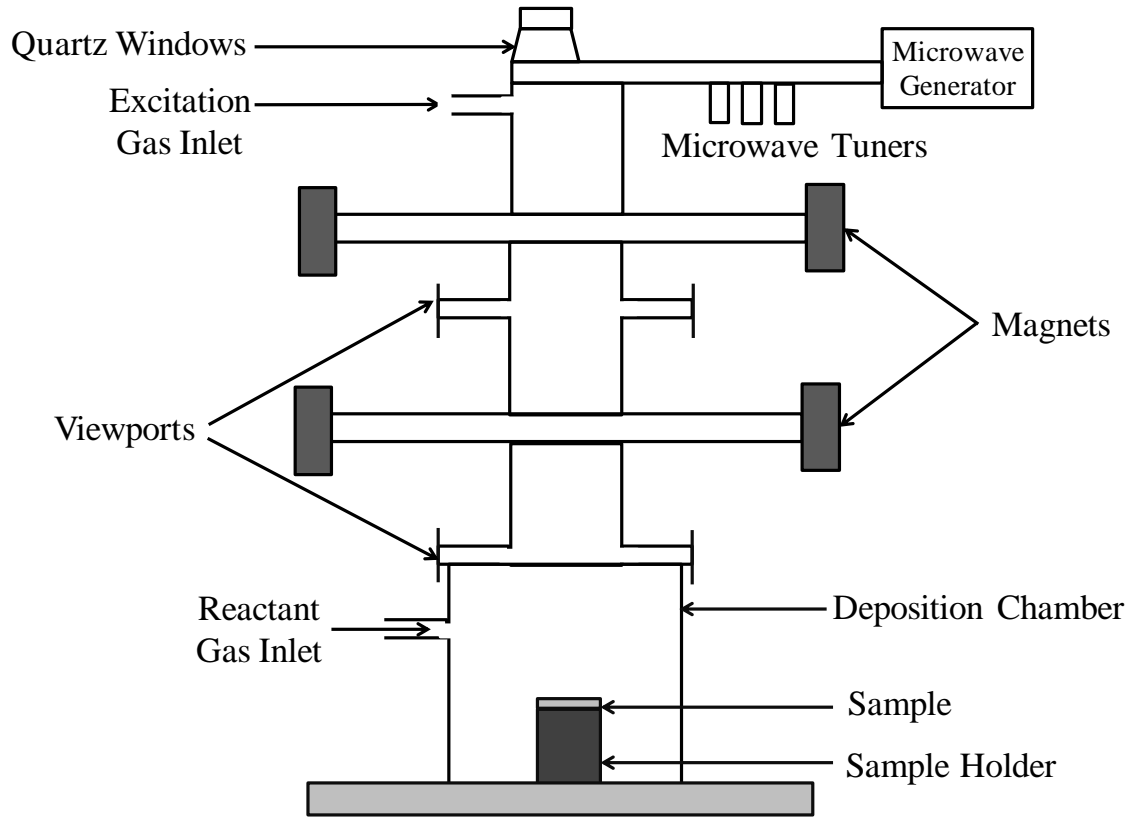 Quartz Windows
Microwave
Generator
Excitation
Gas Inlet
Microwave Tuners
Magnets
Viewports
Reactant
Gas Inlet
Deposition Chamber
Sample
Sample Holder